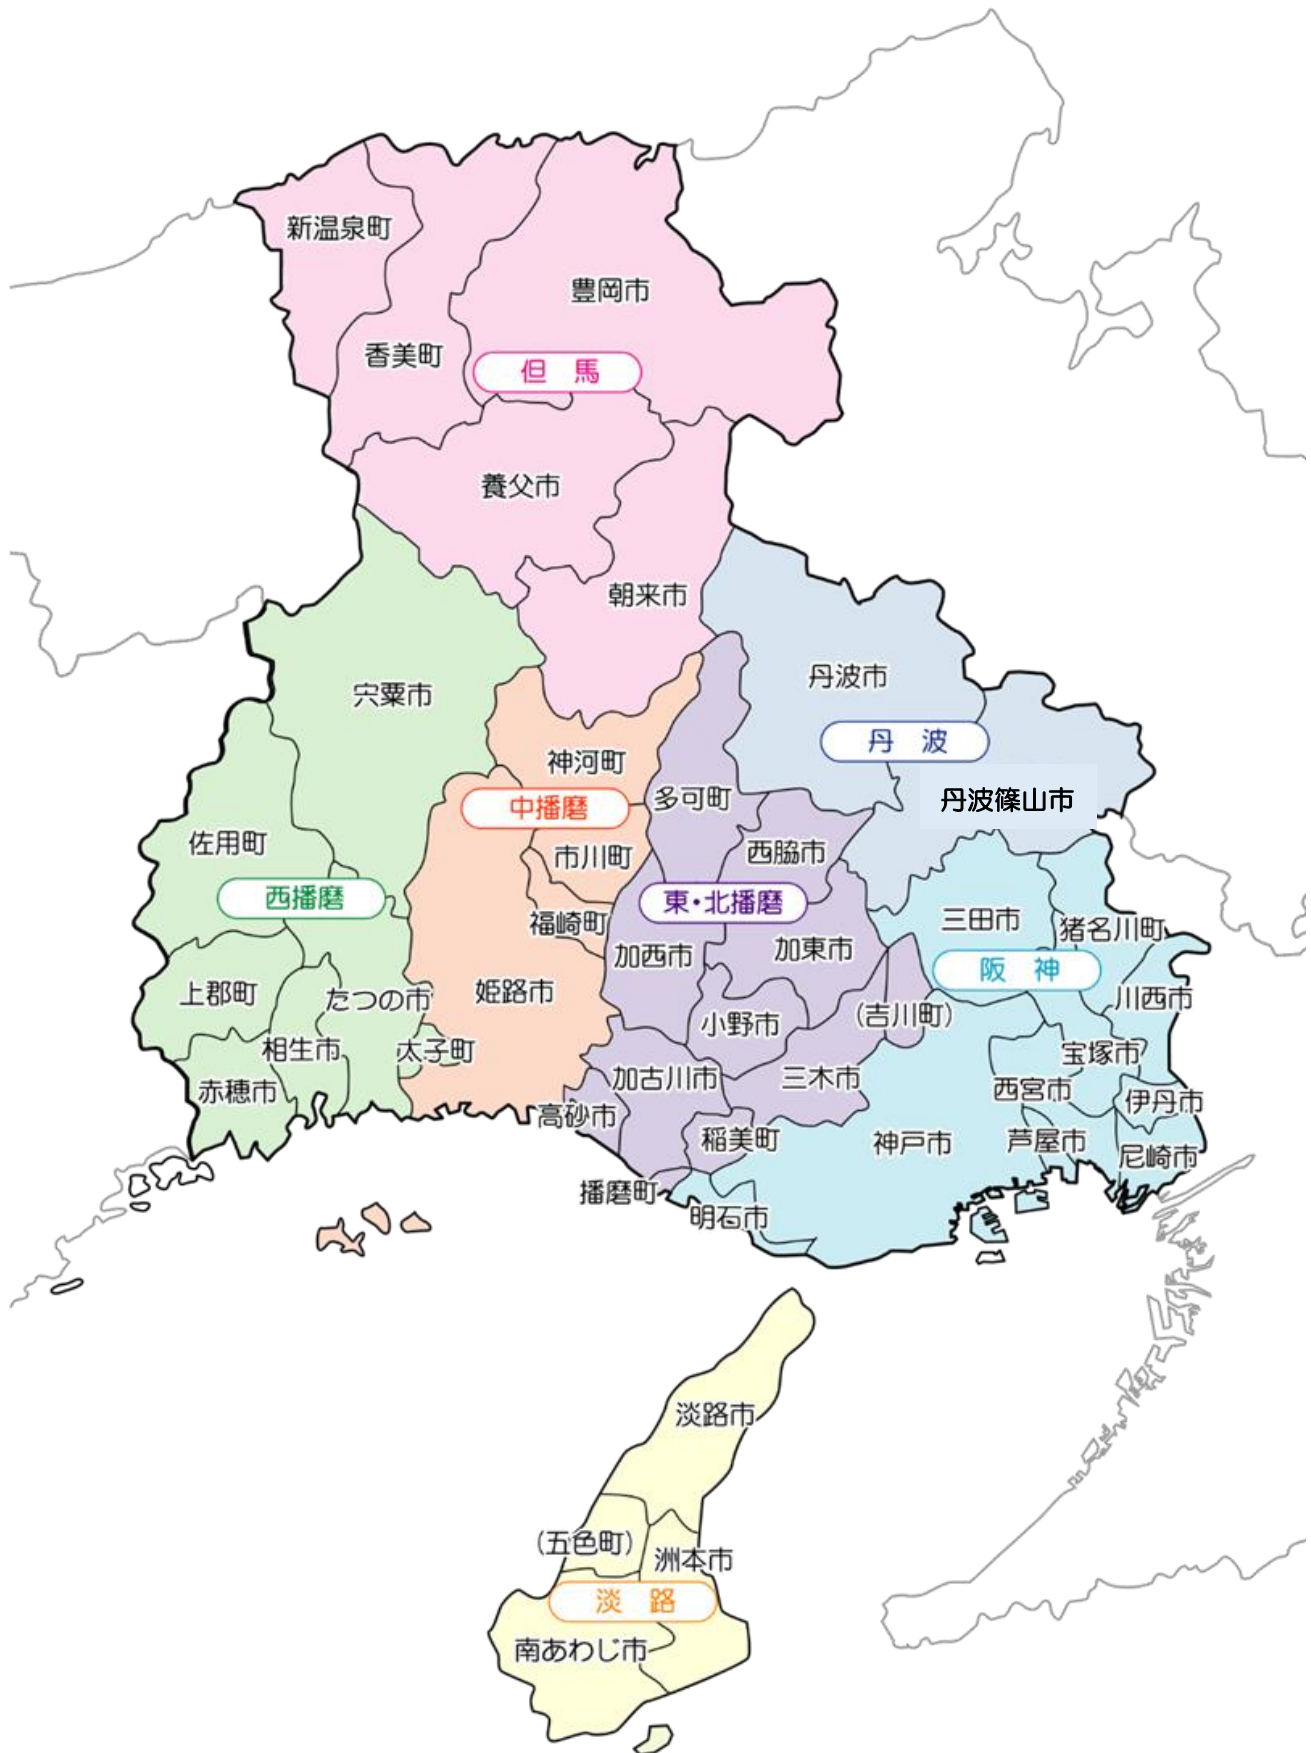 新温泉町
豊岡市
香美町
但 馬
養父市
朝来市
丹波市
宍粟市
丹 波
神河町
多可町
丹波篠山市
中播磨
佐用町
市川町
西脇市
西播磨
東・北播磨
福崎町
三田市
猪名川町
加西市
加東市
阪 神
上郡町
たつの市
姫路市
川西市
小野市
(吉川町)
相生市
太子町
宝塚市
赤穂市
加古川市
三木市
西宮市
伊丹市
高砂市
稲美町
神戸市
芦屋市
尼崎市
播磨町
明石市
淡路市
(五色町)
洲本市
淡 路
南あわじ市